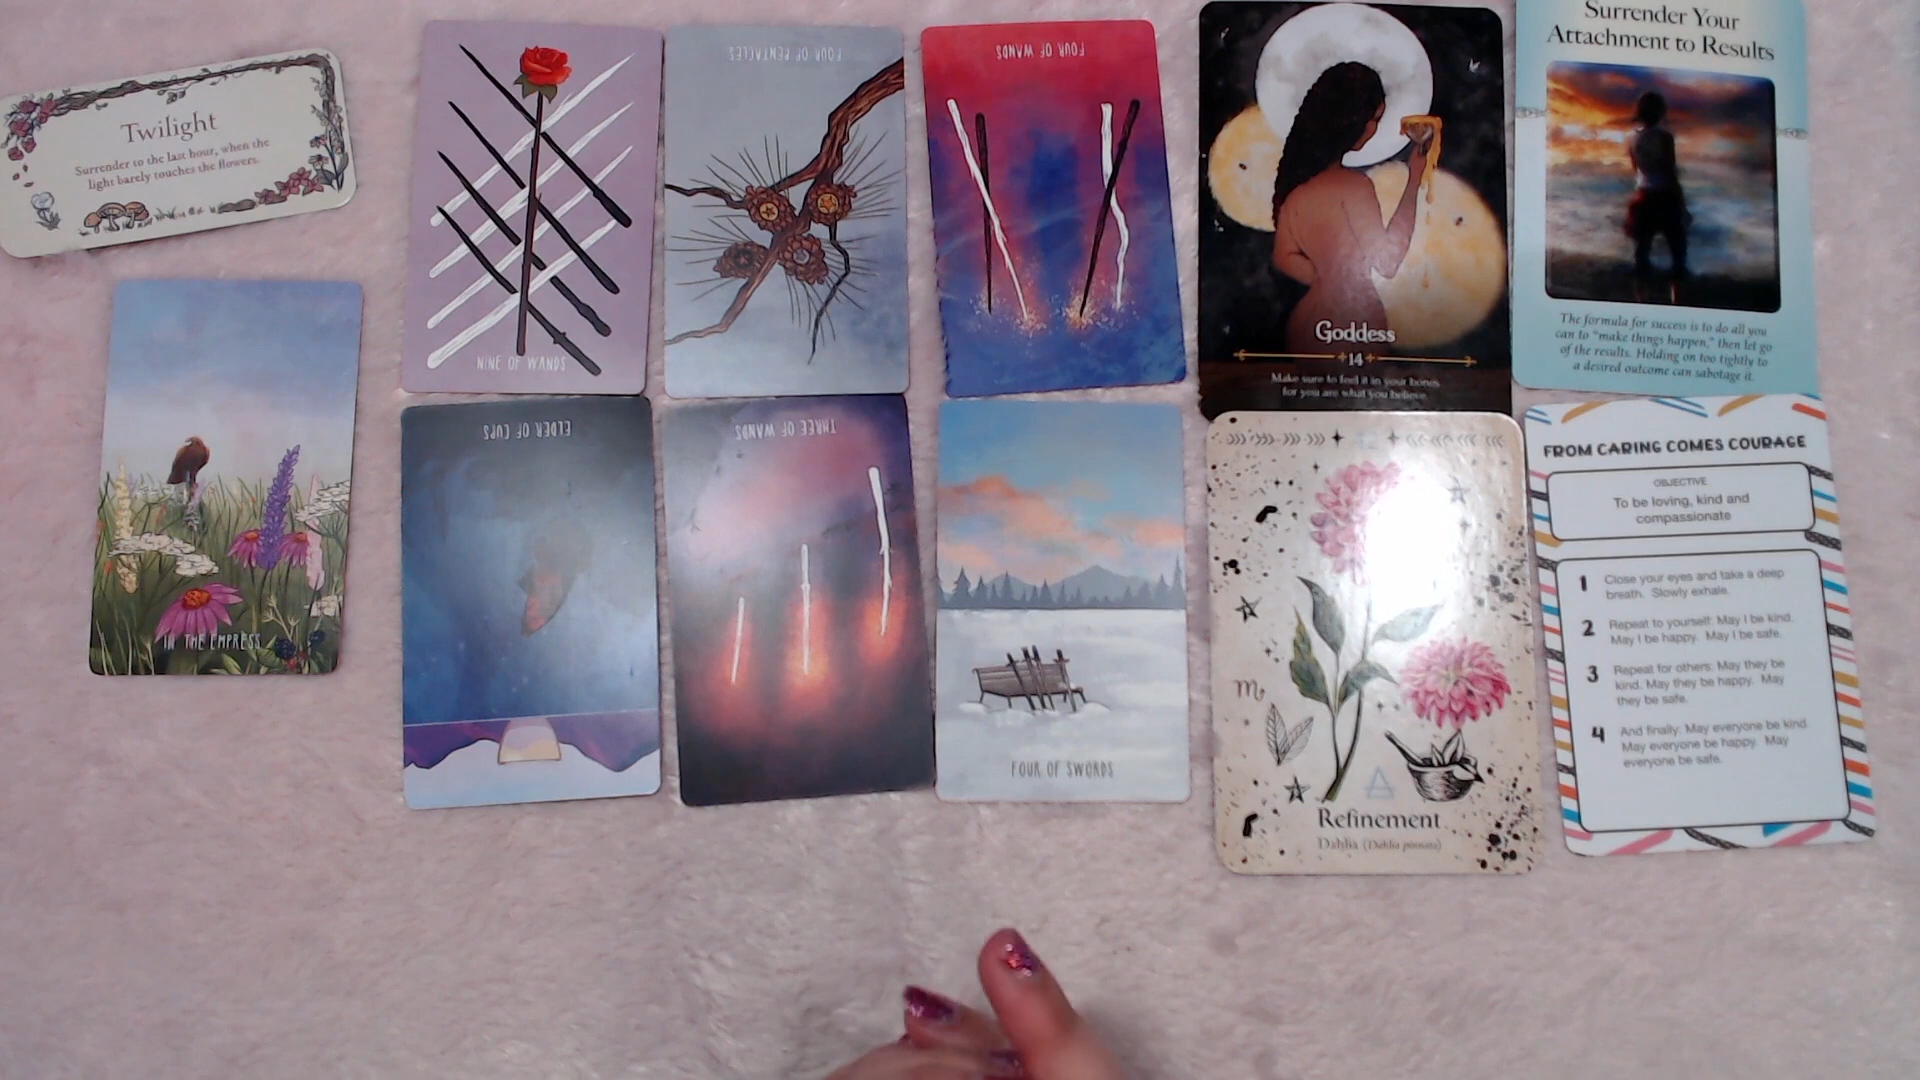 Twilight
Surrender to the last hour, when the
light barely touches the flowers.
NINE OF WANDS
FOUR OF PENTACLES
FOUR OF WANDS
Goddess
14
Make sure to feel it in your bones
for you are what you believe.
Surrender Your
Attachment to Results
The formula for success is to do all you
can to "make things happen," then let go
of the results. Holding on too tightly to
a desired outcome can sabotage it.
III THE EMPRESS
ELDER OF CUPS
THREE OF WANDS
FOUR OF SWORDS
Refinement
Dahlia (Dahlia pinnata)
FROM CARING COMES COURAGE
OBJECTIVE
To be loving, kind and
compassionate
1 Close your eyes and take a deep
breath. Slowly exhale.
2 Repeat to yourself: May I be kind.
May I be happy. May I be safe.
3 Repeat for others: May they be
kind. May they be happy. May
they be safe.
4 And finally: May everyone be kind.
May everyone be happy. May
everyone be safe.